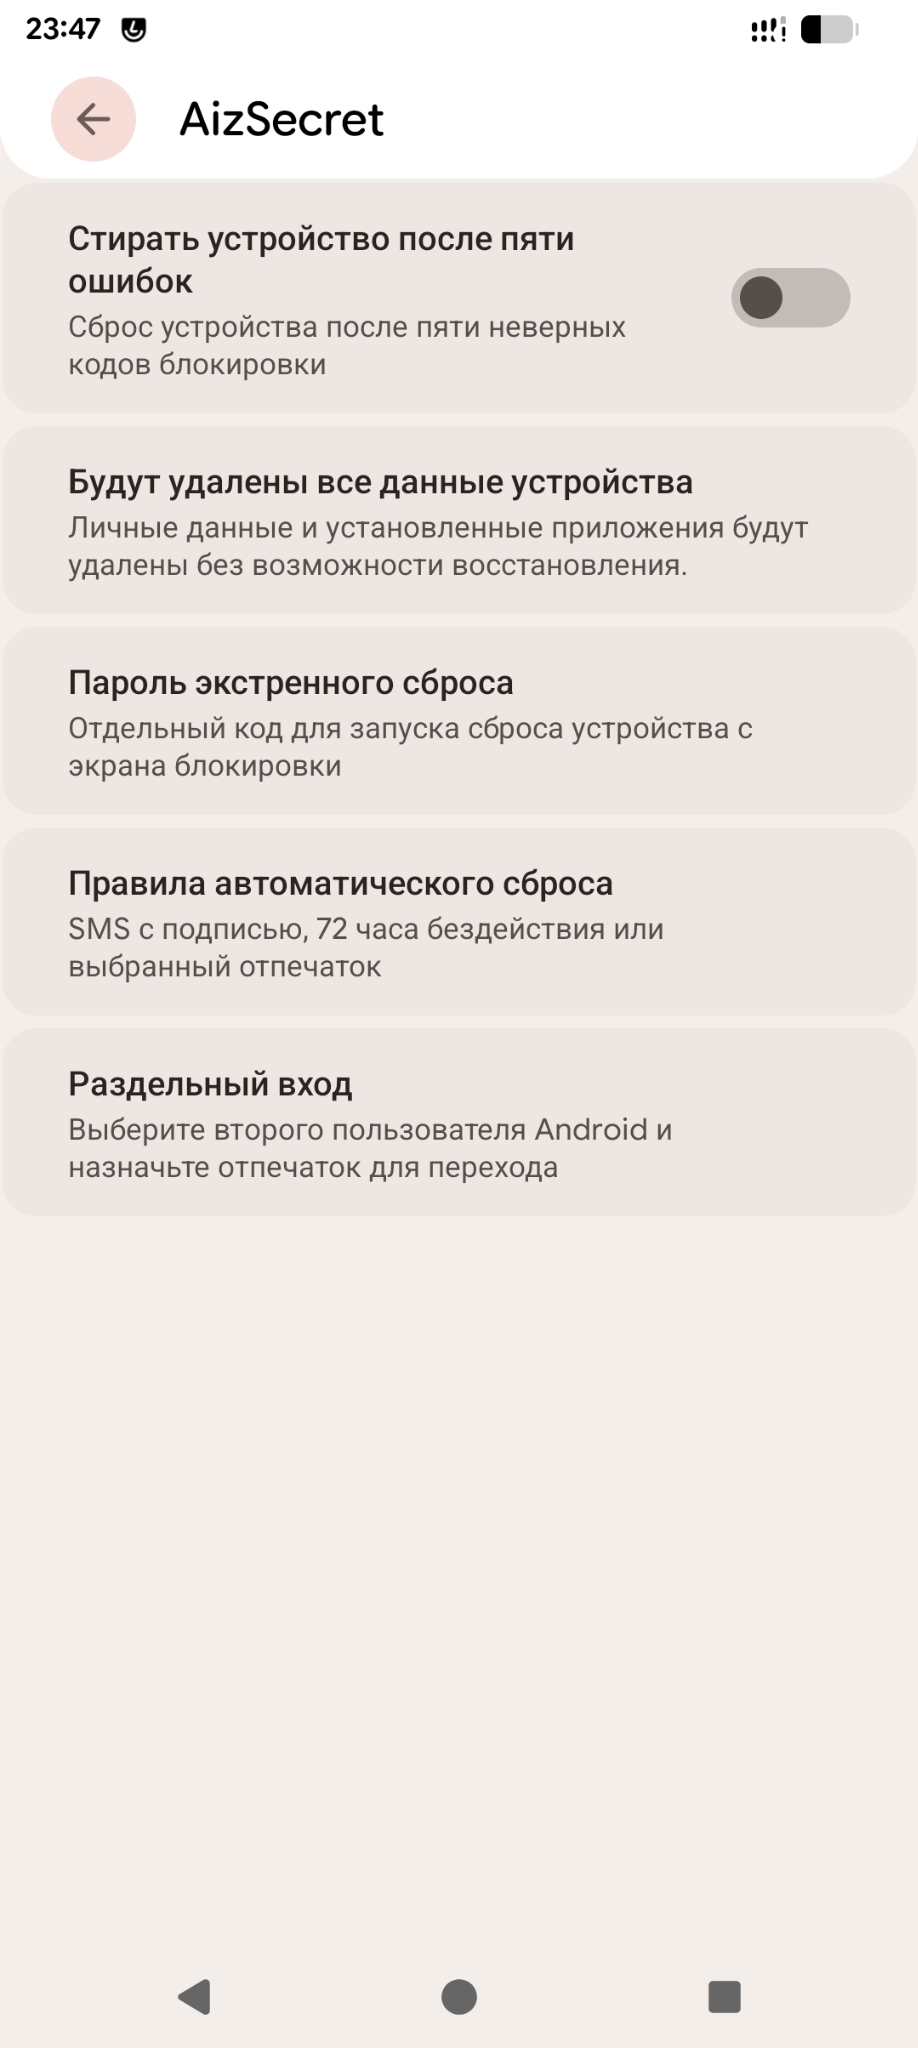 23:47
AizSecret
Стирать устройство после пяти
ошибок
Сброс устройства после пяти неверных
кодов блокировки
Будут удалены все данные устройства
Личные данные и установленные приложения будут
удалены без возможности восстановления.
Пароль экстренного сброса
Отдельный код для запуска сброса устройства с
экрана блокировки
Правила автоматического сброса
SMS с подписью, 72 часа бездействия или
выбранный отпечаток
Раздельный вход
Выберите второго пользователя Android и
назначьте отпечаток для перехода